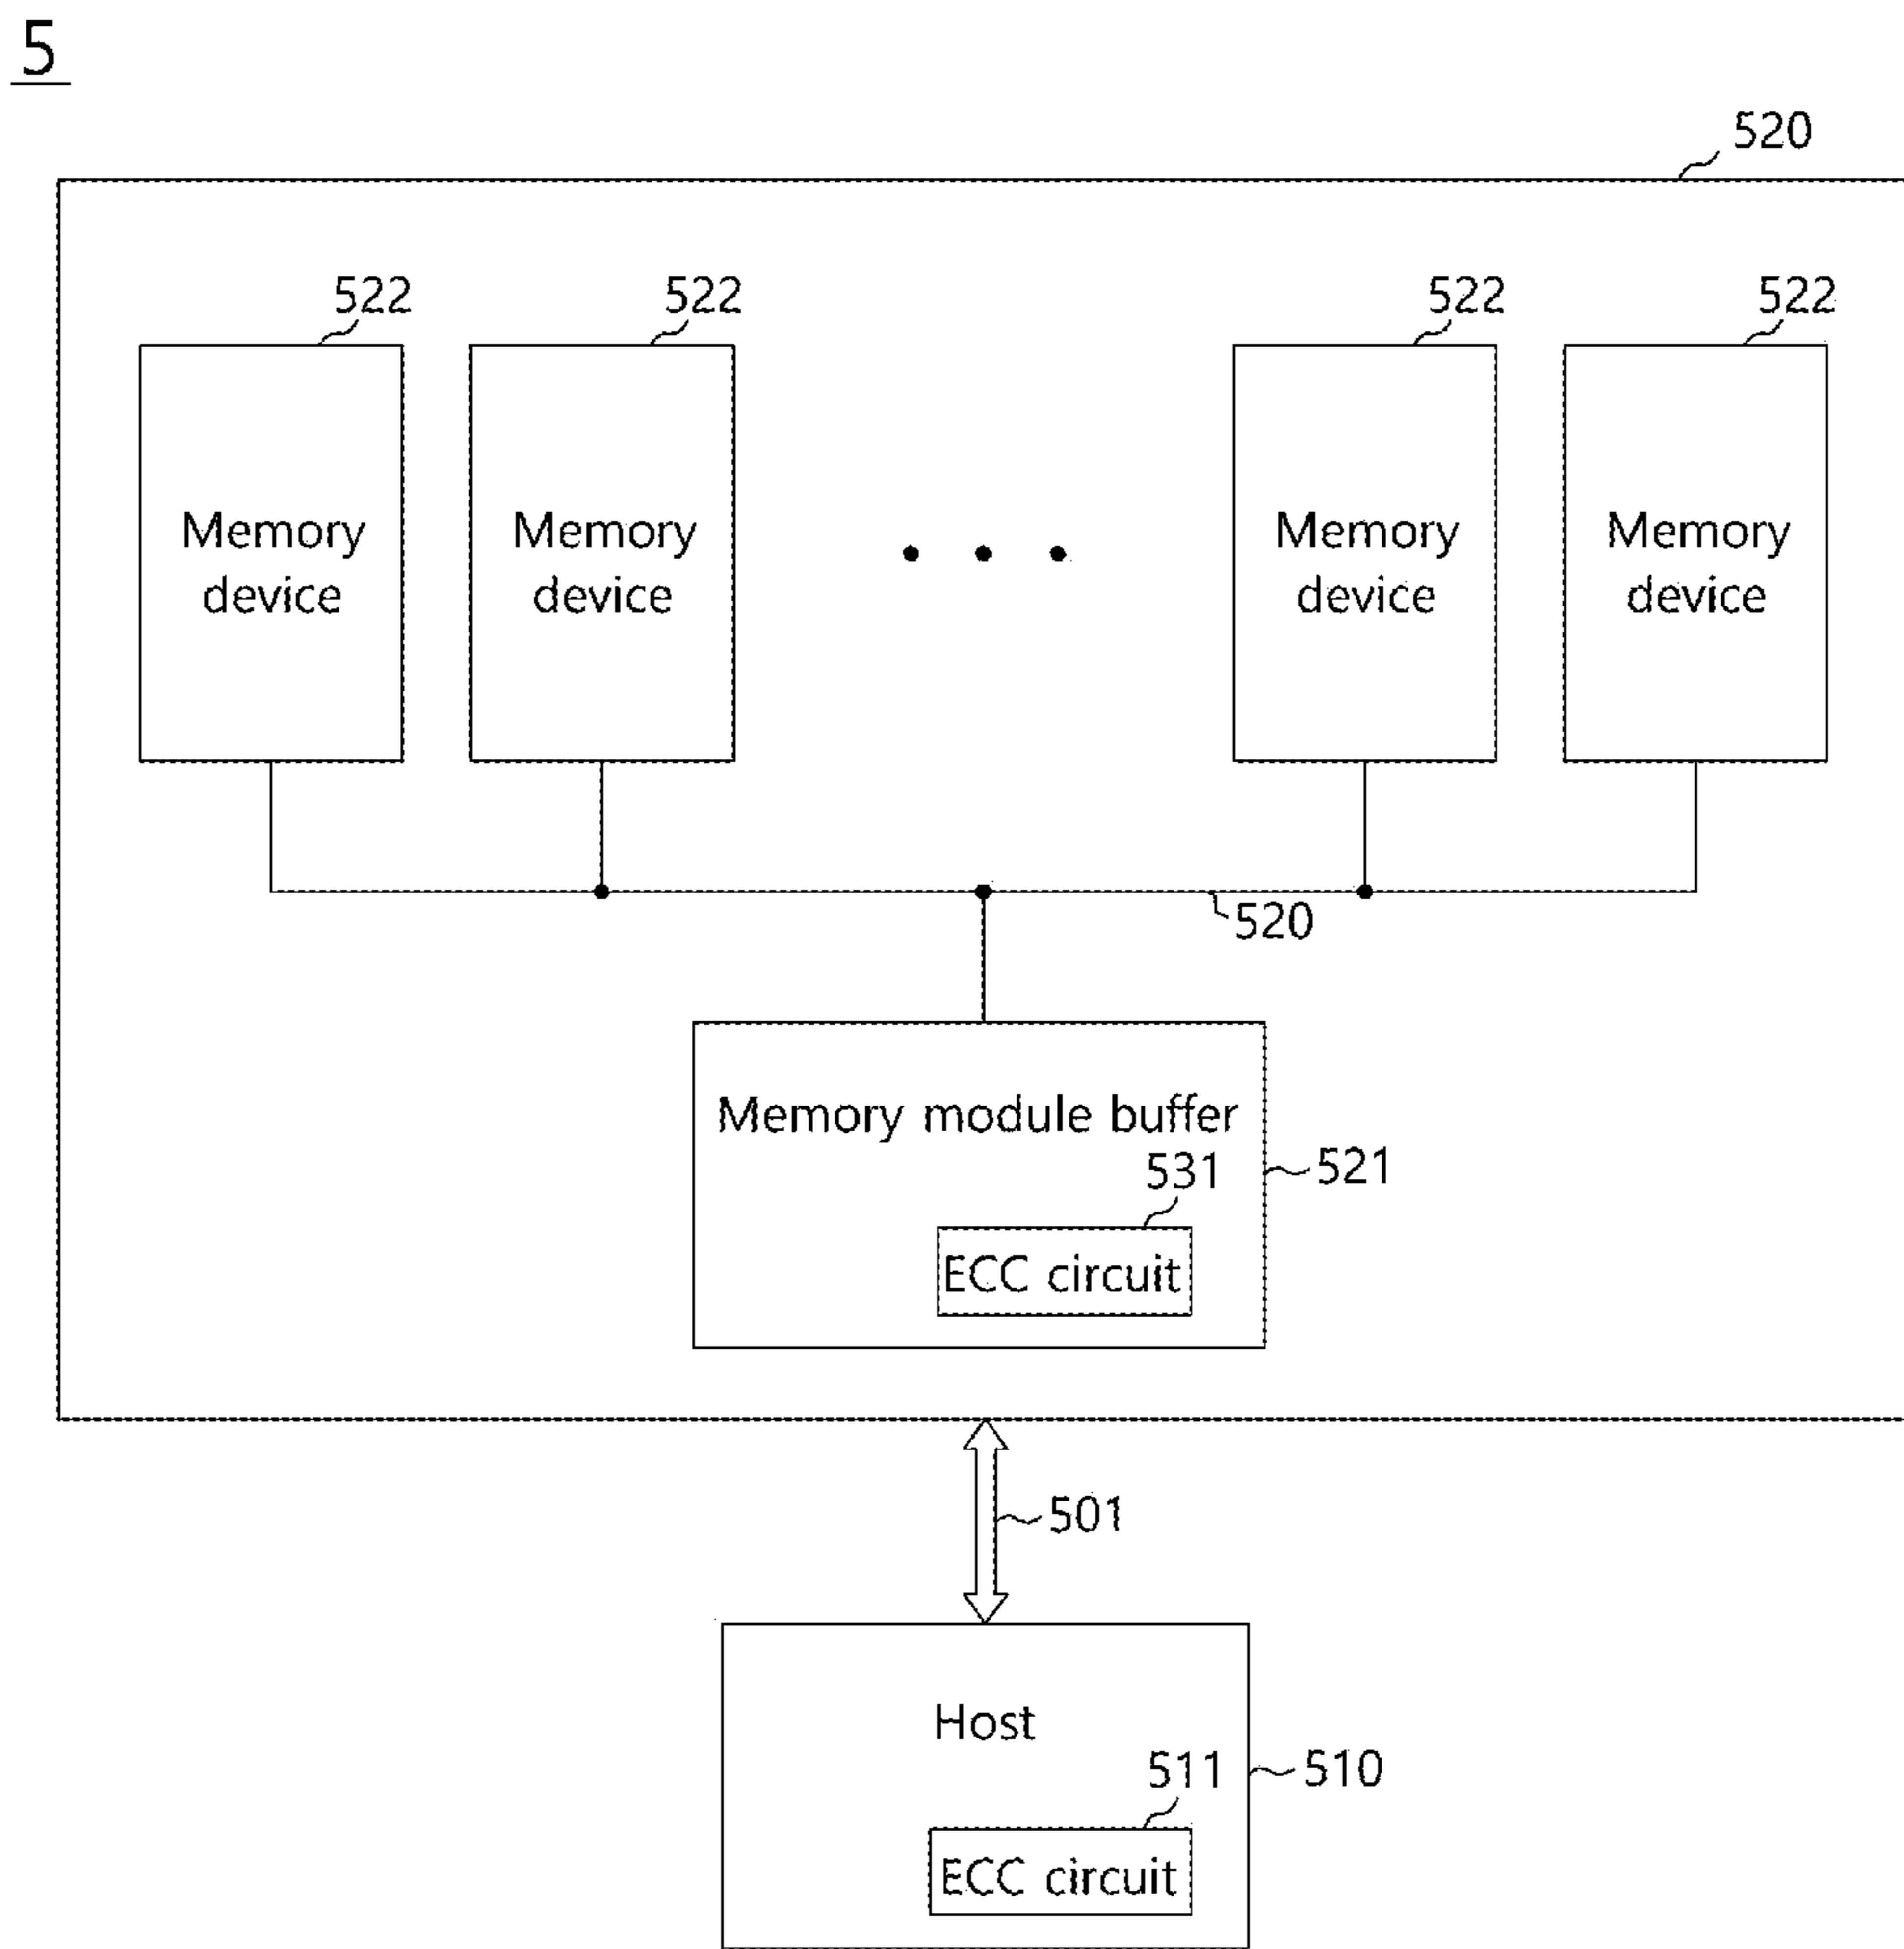 5
520
522
522
522
522
Memory
device
Memory
device
Memory
device
Memory
device
520
Memory module buffer
531
521
ECC circuit
501
Host
511
510
ECC circuit